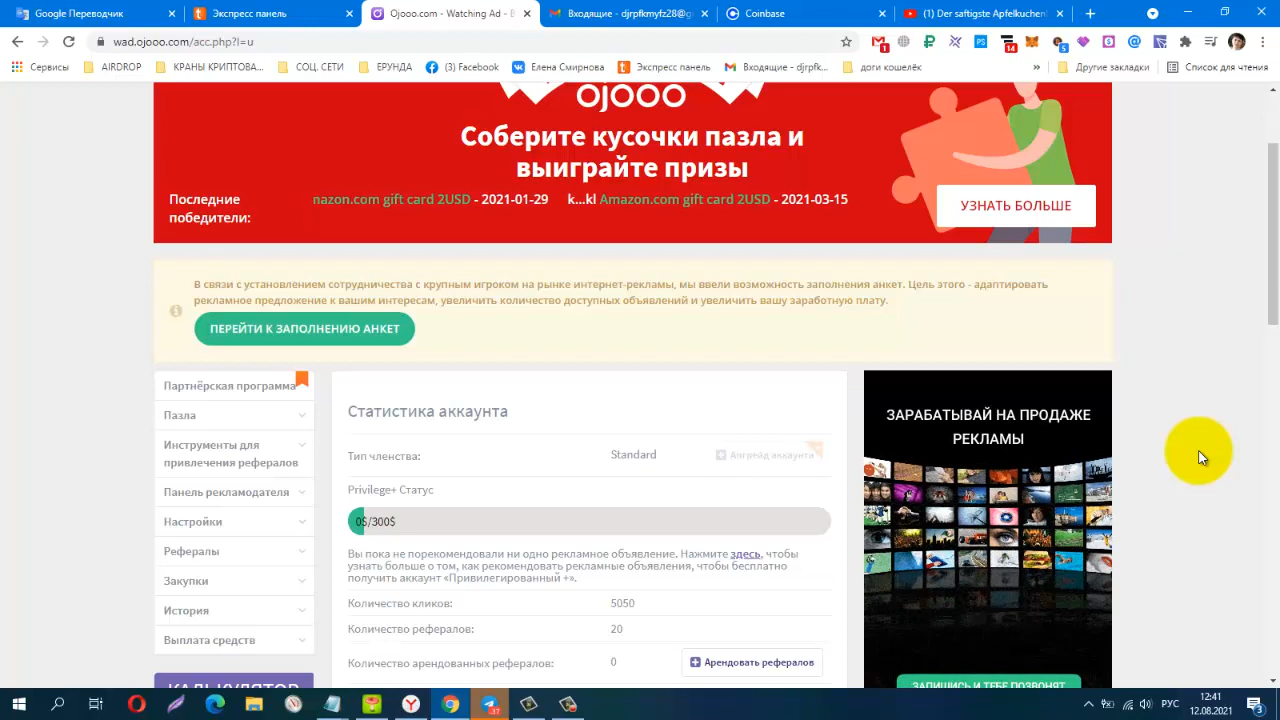 Google Переводчик
Экспресс панель
Ojooo.com - Watching Ad - B
Входящие - djrpfkmyfz28@g
Coinbase
(1) Der saftigste Apfelkuchen
wad.ojooo.com/acc.php?l=u
1
14
5
Сервисы
AIRDROP
КРАНЫ КРИПТОВА...
СОЦ. СЕТИ
ЕРУНДА
(3) Facebook
Елена Смирнова
Экспресс панель
Входящие - djrpfk...
доги кошелёк
»
Другие закладки
Список для чтения
ojooo
Соберите кусочки пазла и
выиграйте призы
Последние
победители:
nazon.com gift card 2USD - 2021-01-29 k...kl Amazon.com gift card 2USD - 2021-03-15
УЗНАТЬ БОЛЬШЕ
В связи с установлением сотрудничества с крупным игроком на рынке интернет-рекламы, мы ввели возможность заполнения анкет. Цель этого - адаптировать
рекламное предложение к вашим интересам, увеличить количество доступных объявлений и увеличить вашу заработную плату.
ПЕРЕЙТИ К ЗАПОЛНЕНИЮ АНКЕТ
Партнёрская программа
Пазла
Инструменты для
привлечения рефералов
Панель рекламодателя
Настройки
Рефералы
Закупки
История
Выплата средств
КАЛЬКУЛЯТОР
Статистика аккаунта
Тип членства:
Standard
Апгрейд аккаунта
Privilege+ Статус
0$/300$
Вы пока не порекомендовали ни одно рекламное объявление. Нажмите здесь, чтобы
узнать больше о том, как рекомендовать рекламные объявления, чтобы бесплатно
получить аккаунт «Привилегированный +».
Количество кликов:
5050
Количество рефералов:
20
Количество арендованных рефералов:
0
Арендовать рефералов
ЗАРАБАТЫВАЙ НА ПРОДАЖЕ
РЕКЛАМЫ
ЗАПИШИСЬ И ТЕБЕ ПОЗВОНЯТ
РУС
12:41
12.08.2021
3